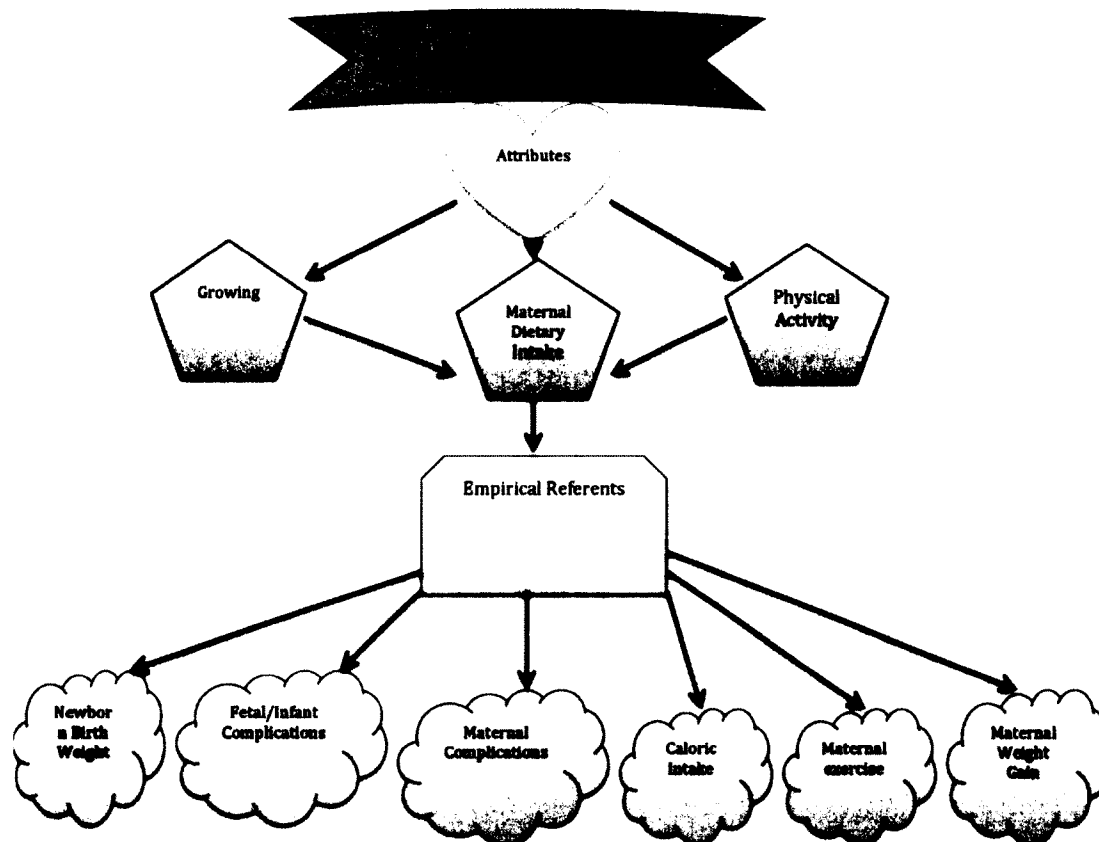 Attributes
Growing
Maternal
Dietary
Intake
Physical
Activity
Empirical Referents
Newbor
n Birth
Weight
Fetal/Infant
Complications
Maternal
Complications
Caloric
Intake
Maternal
exercise
Maternal
Weight
Gain